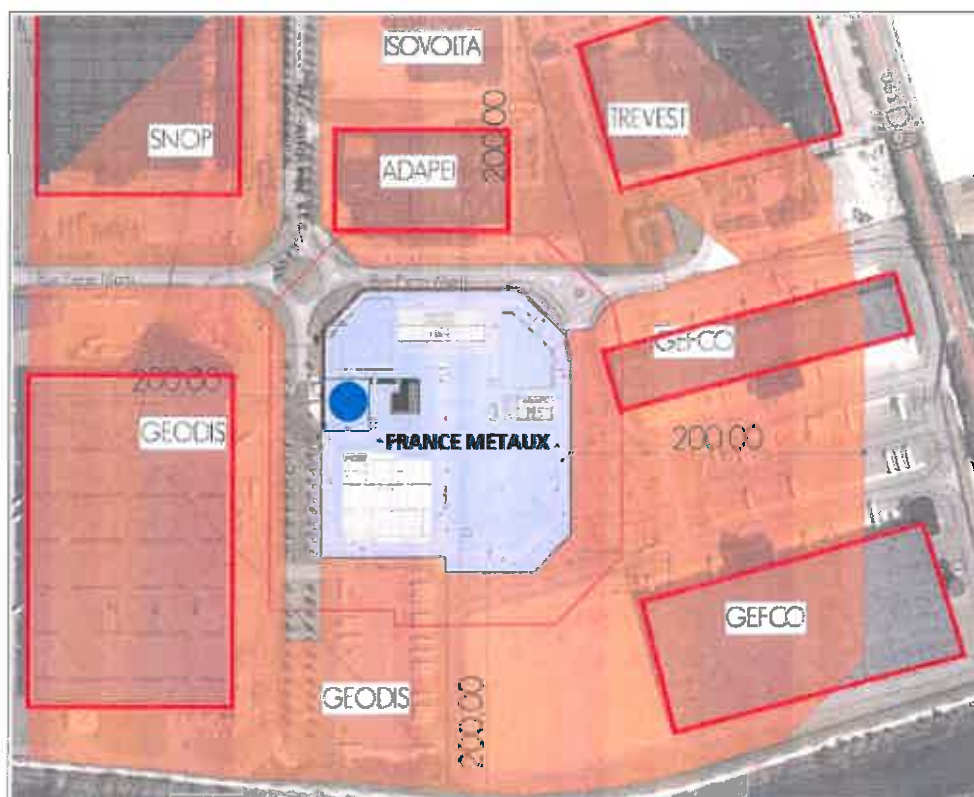 ISOVOLTA
SNOP
ADAPEI
200.00
TREVEST
200.00
GEODIS
GEFCO
FRANCE METAUX
200.00
GEFCO
GEODIS
200.00